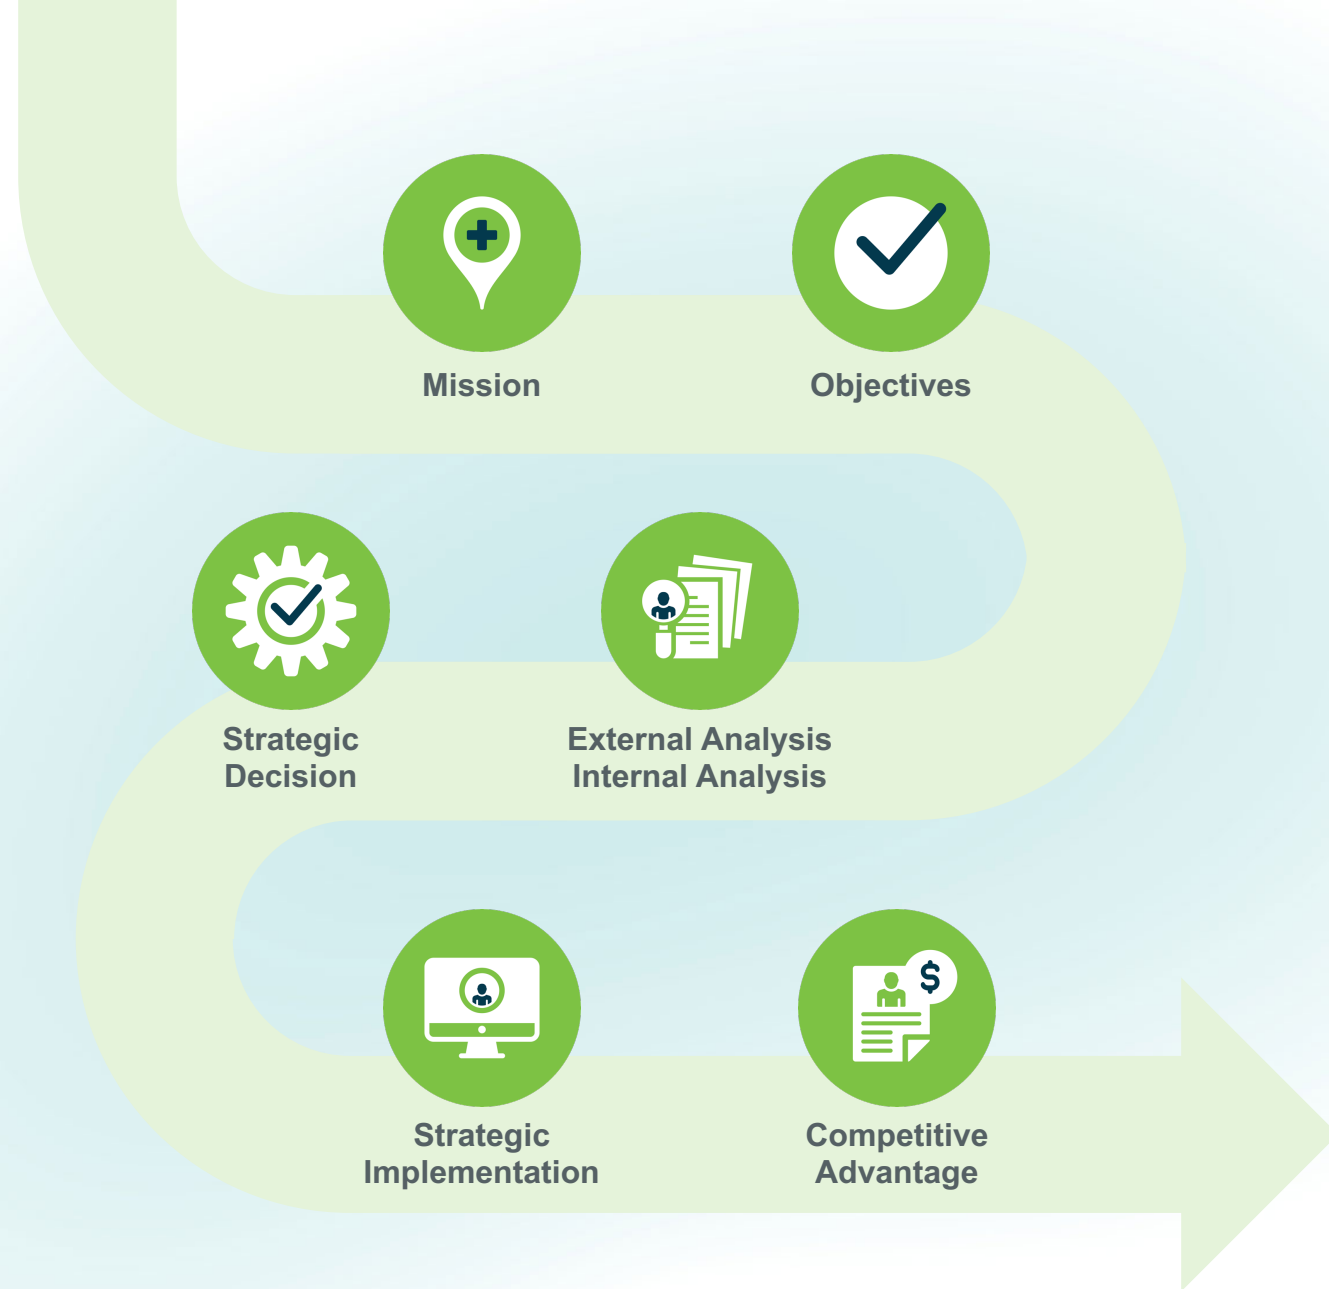 Mission
Objectives
Strategic
Decision
External Analysis
Internal Analysis
Strategic
Implementation
$
Competitive
Advantage